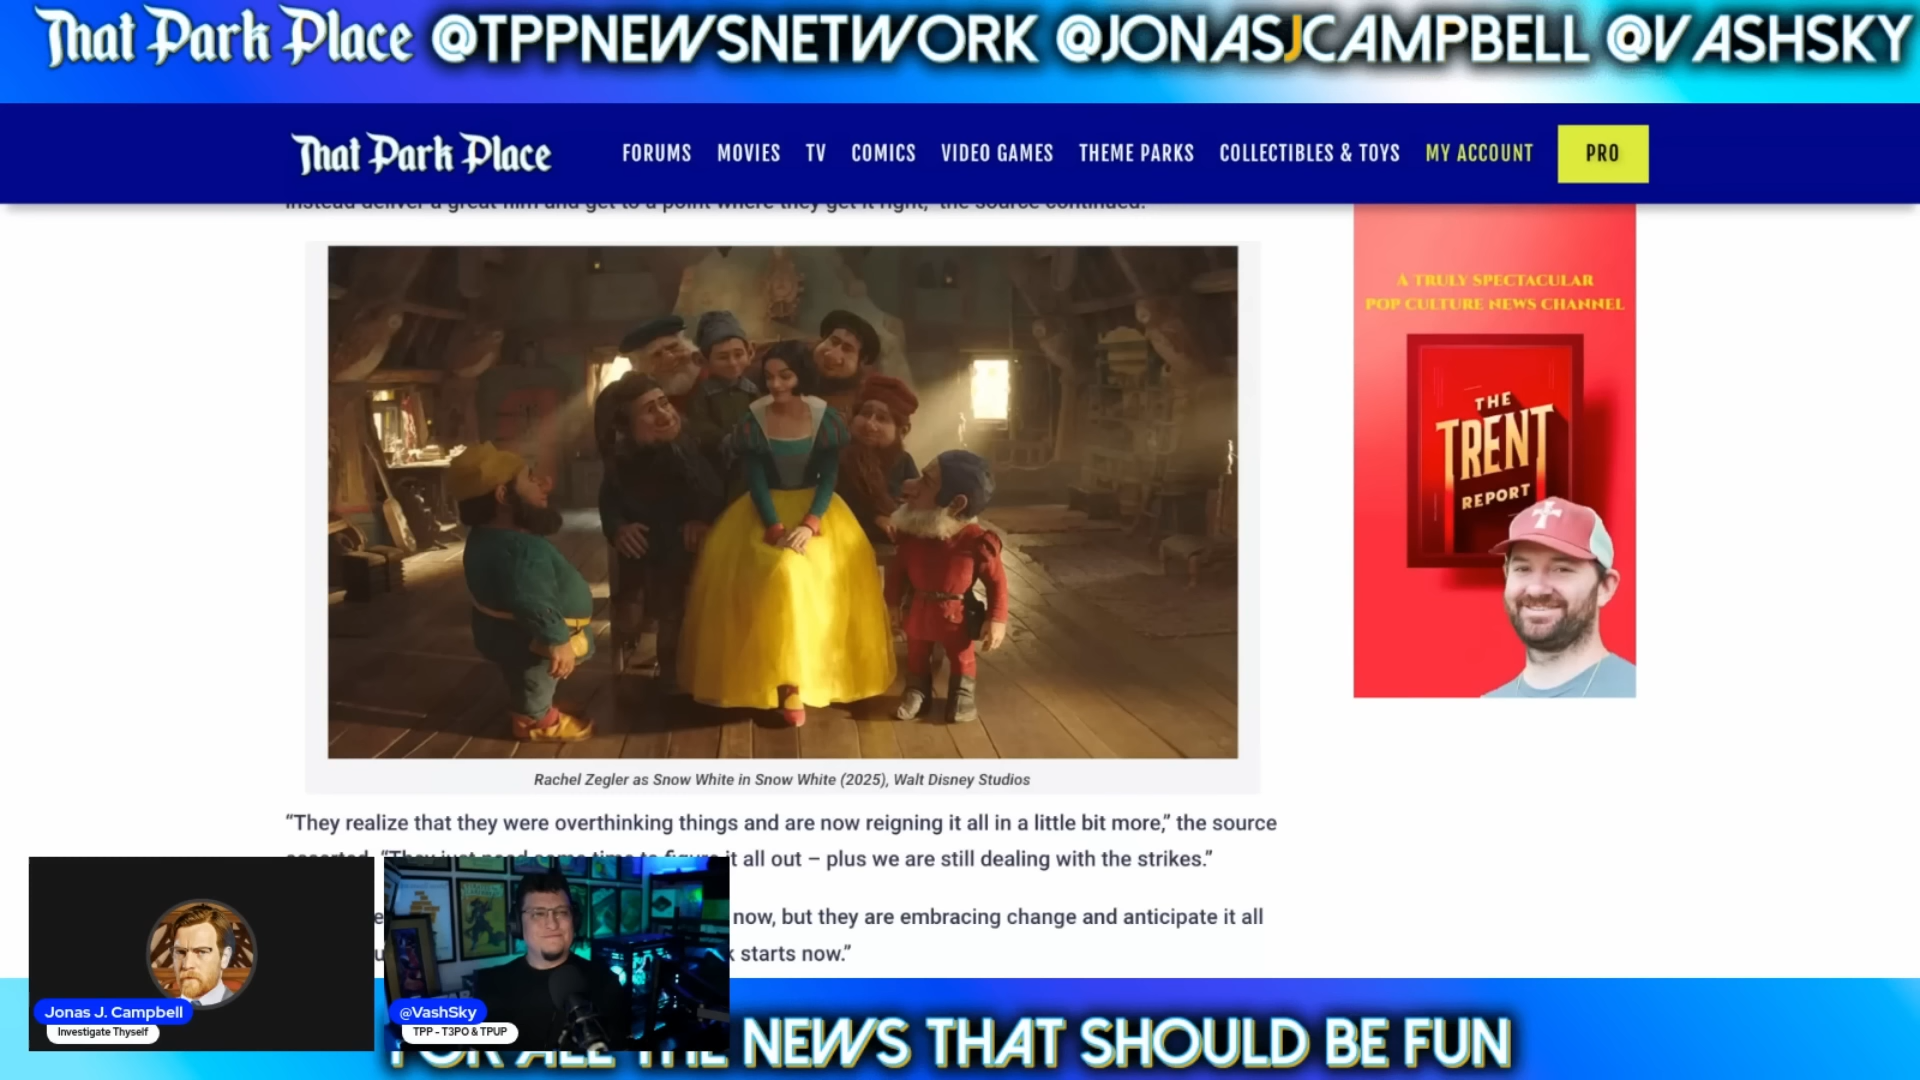 That Park Place @TPPNEWSNETWORK @JONASJCAMPBELL @VASHSKY
That Park Place FORUMS MOVIES TV COMICS VIDEO GAMES THEME PARKS COLLECTIBLES & TOYS MY ACCOUNT PRO
instead deliver a great film and get to a point where they get it right," the source continued.
A TRULY SPECTACULAR
POP CULTURE NEWS CHANNEL
THE
TRENT
REPORT
Rachel Zegler as Snow White in Snow White (2025), Walt Disney Studios
“They realize that they were overthinking things and are now reigning it all in a little bit more,” the source
asserted. “They just need some time to figure it all out – plus we are still dealing with the strikes.”
now, but they are embracing change and anticipate it all
starts now.”
Jonas J. Campbell
Investigate Thyself
@VashSky
TPP - T3PO & TPUP
FOR ALL THE NEWS THAT SHOULD BE FUN